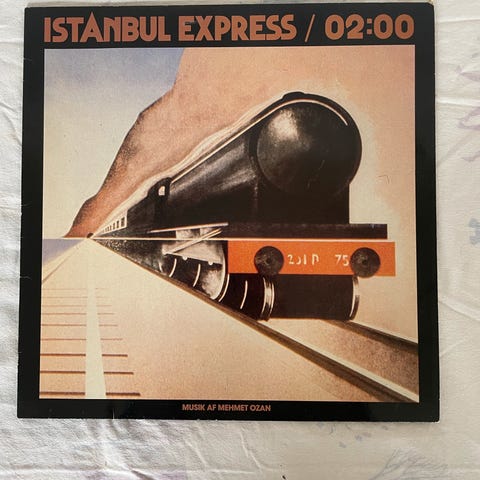 ISTANBUL EXPRESS / 02:00
231 R 75
MUSIK AF MEHMET OZAN